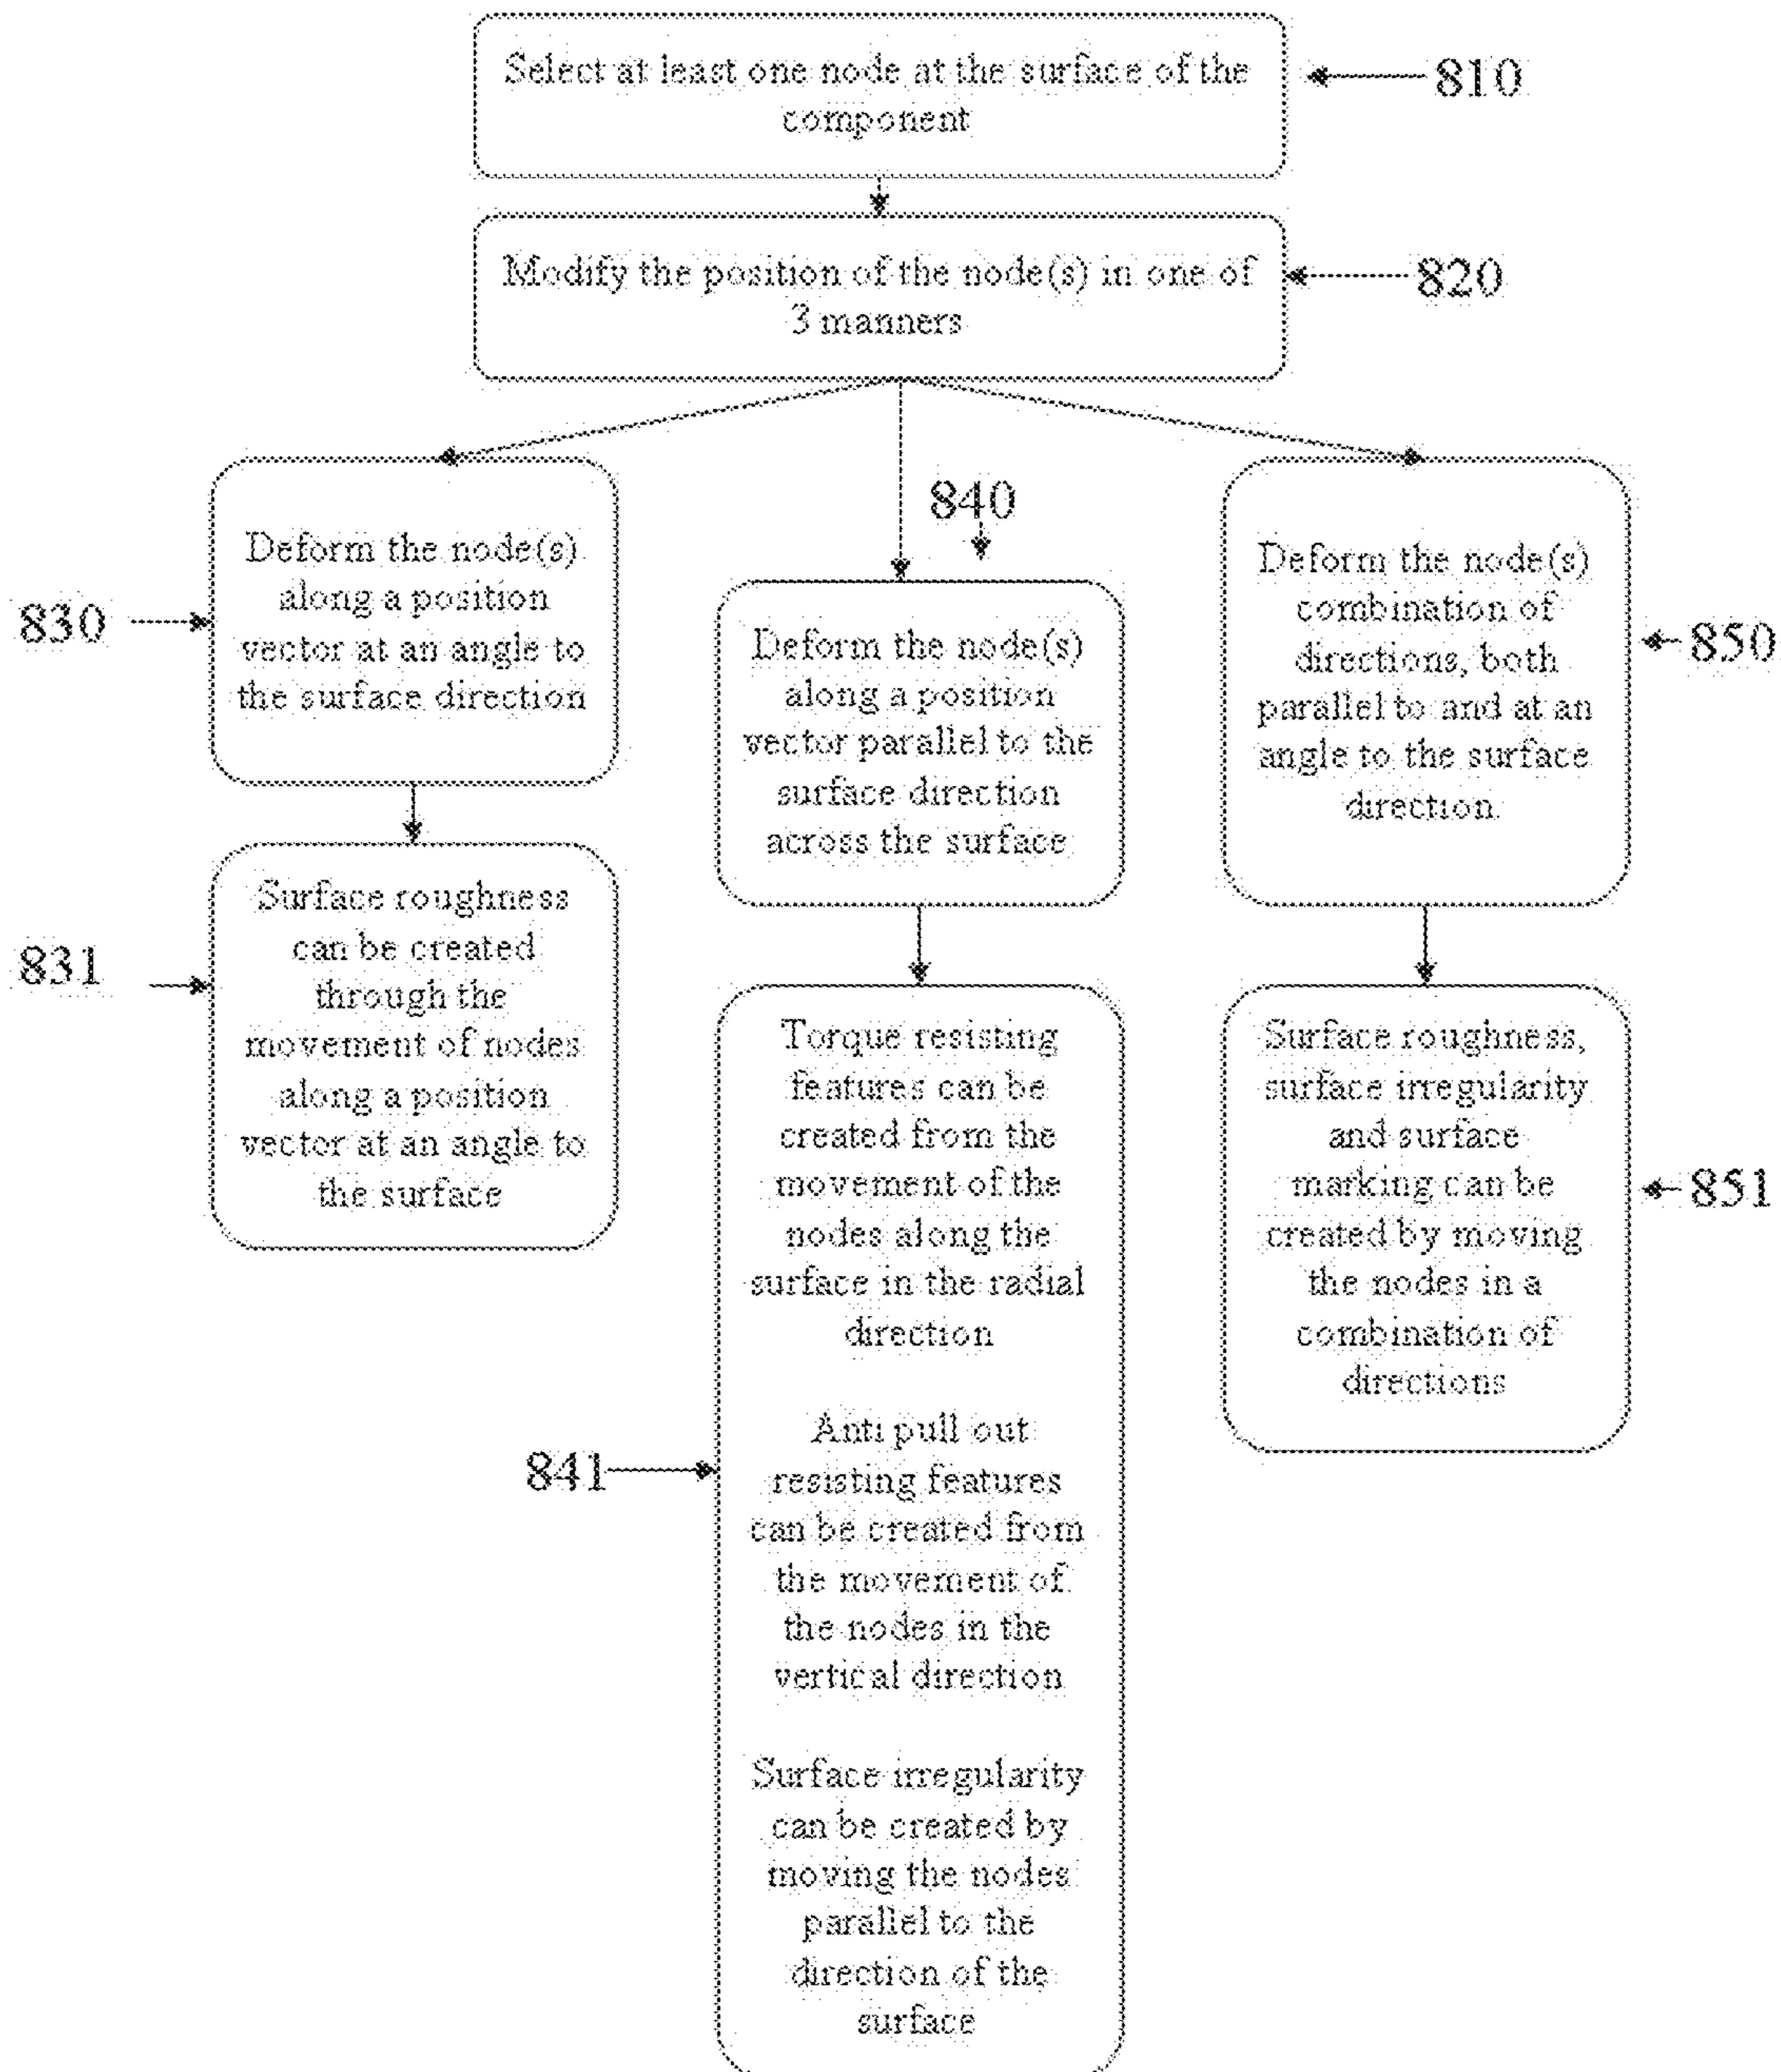 Select at least one node at the surface of the
component
810
Modify the position of the node(s) in one of
3 manners
820
830
Deform the node(s)
along a position
vector at an angle to
the surface direction
840
Deform the node(s)
along a position
vector parallel to the
surface direction
across the surface
850
Deform the node(s)
combination of
directions, both
parallel to and at an
angle to the surface
direction.
831
Surface roughness
can be created
through the
movement of nodes
along a position
vector at an angle to
the surface
841
Torque resisting
features can be
created from the
movement of the
nodes along the
surface in the radial
direction
Anti pull out
resisting features
can be created from
the movement of
the nodes in the
vertical direction
Surface irregularity
can be created by
moving the nodes
parallel to the
direction of the
surface
851
Surface roughness,
surface irregularity
and surface
marking can be
created by moving
the nodes in a
combination of
directions